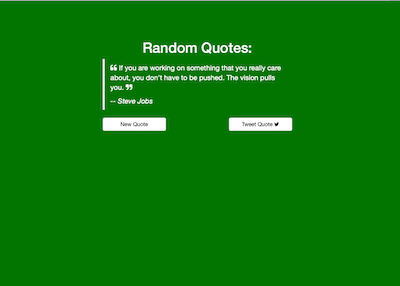 Random Quotes:
❝ If you are working on something that you really care
about, you don't have to be pushed. The vision pulls
you. ❞
-- Steve Jobs
New Quote
Tweet Quote